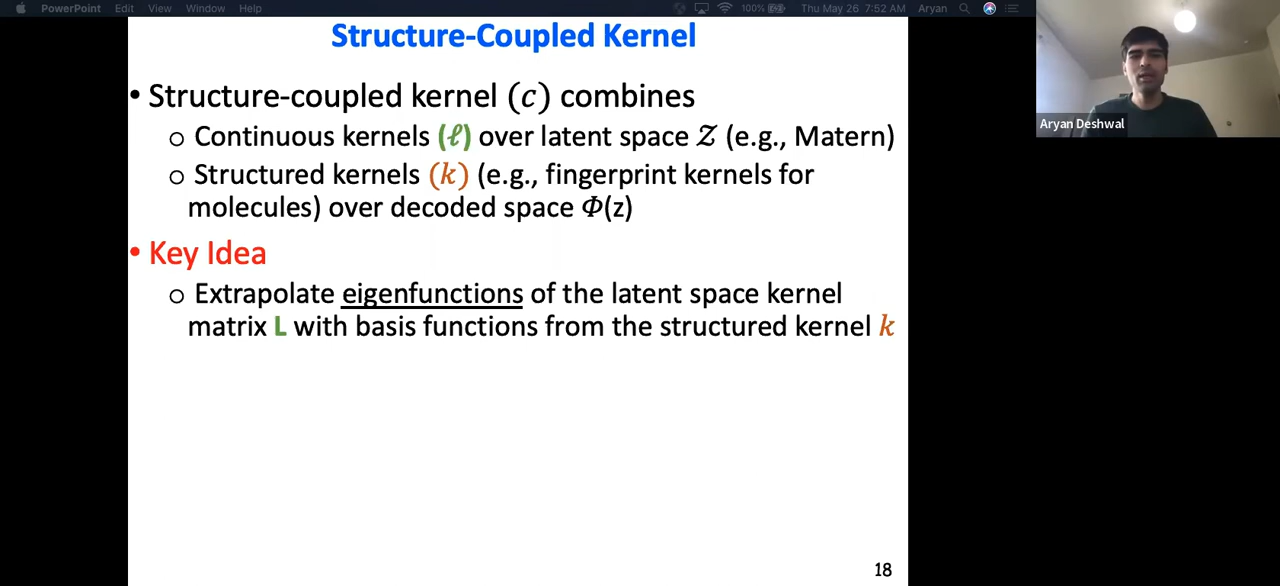 PowerPoint Edit View Window Help 100% Thu May 26 7:52 AM Aryan
Structure-Coupled Kernel
• Structure-coupled kernel (c) combines
o Continuous kernels (ℓ) over latent space Z (e.g., Matern)
o Structured kernels (k) (e.g., fingerprint kernels for
molecules) over decoded space Φ(z)
• Key Idea
o Extrapolate eigenfunctions of the latent space kernel
matrix L with basis functions from the structured kernel k
18
Aryan Deshwal